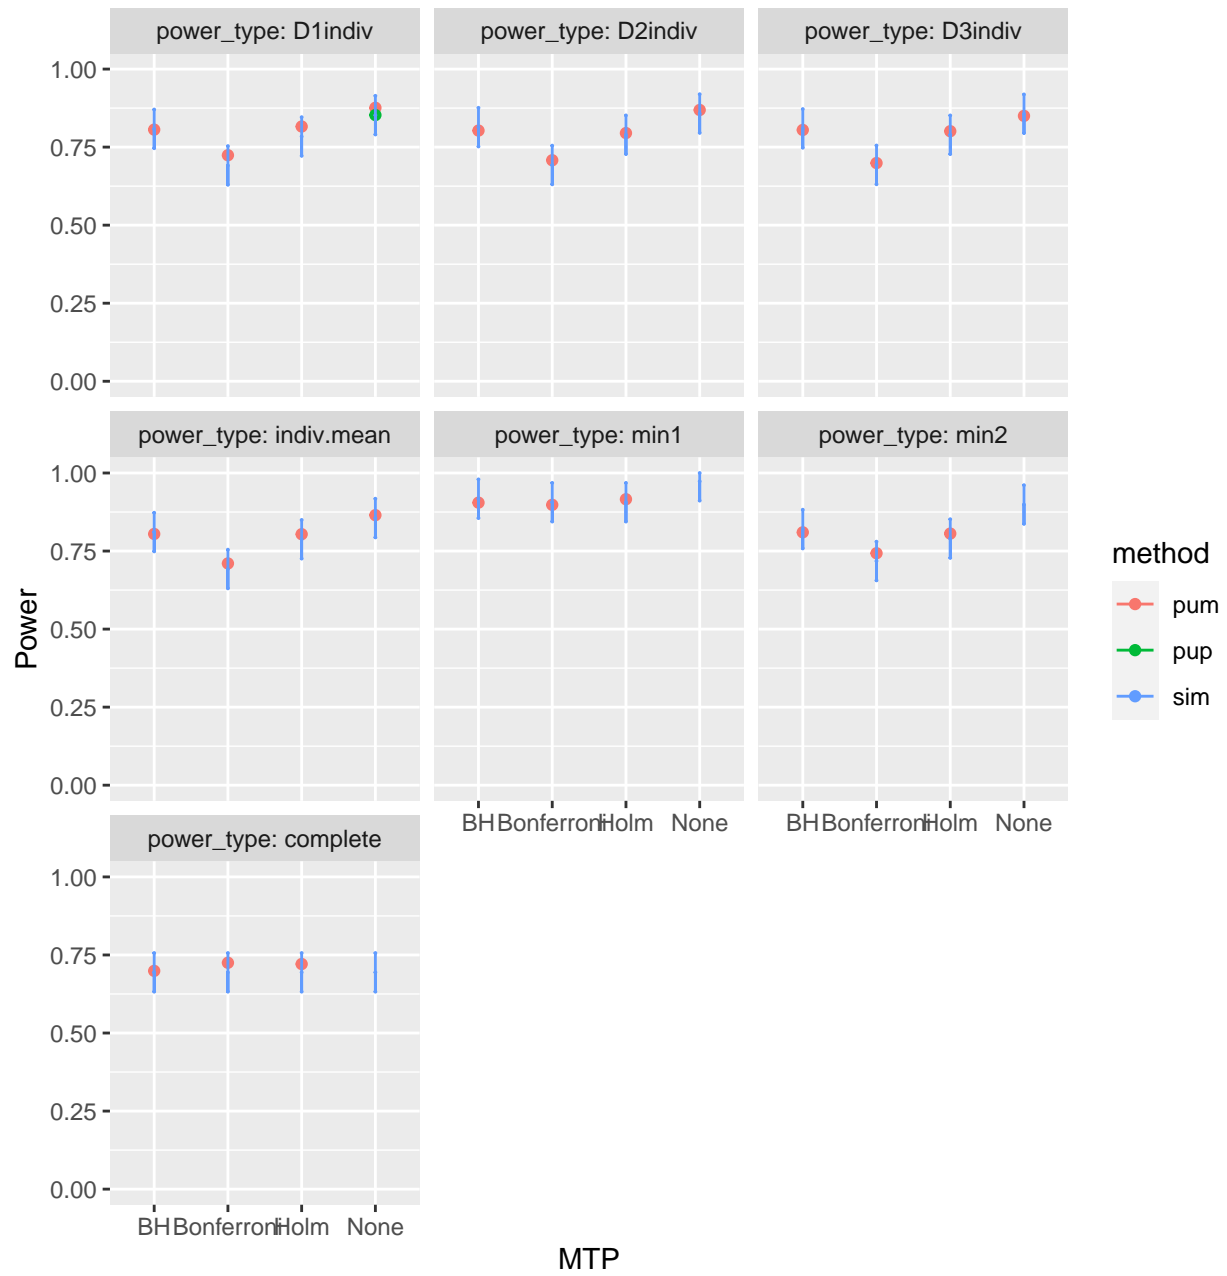 power_type: D1indiv power_type: D2indiv power_type: D3indiv
1.00
0.75
0.50
0.25
0.00
power_type: indiv.mean power_type: min1 power_type: min2
1.00
0.75
0.50
0.25
0.00
BH Bonferroni Holm None BH Bonferroni Holm None
power_type: complete
1.00
0.75
0.50
0.25
0.00
BH Bonferroni Holm None
MTP
Power
method
pum
pup
sim